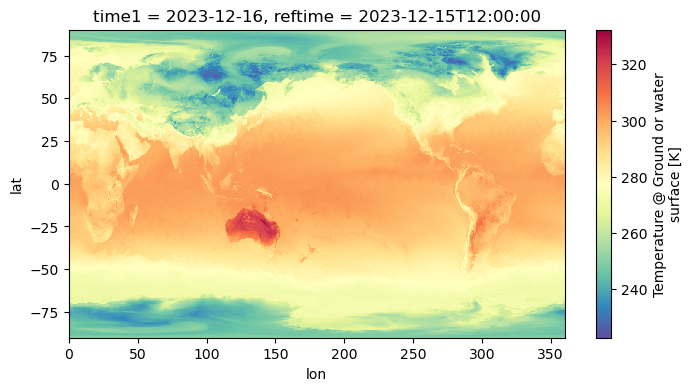 time1 = 2023-12-16, reftime = 2023-12-15T12:00:00
75
50
25
0
−25
−50
−75
lat
0 50 100 150 200 250 300 350
lon
320
300
280
260
240
Temperature @ Ground or water
surface [K]